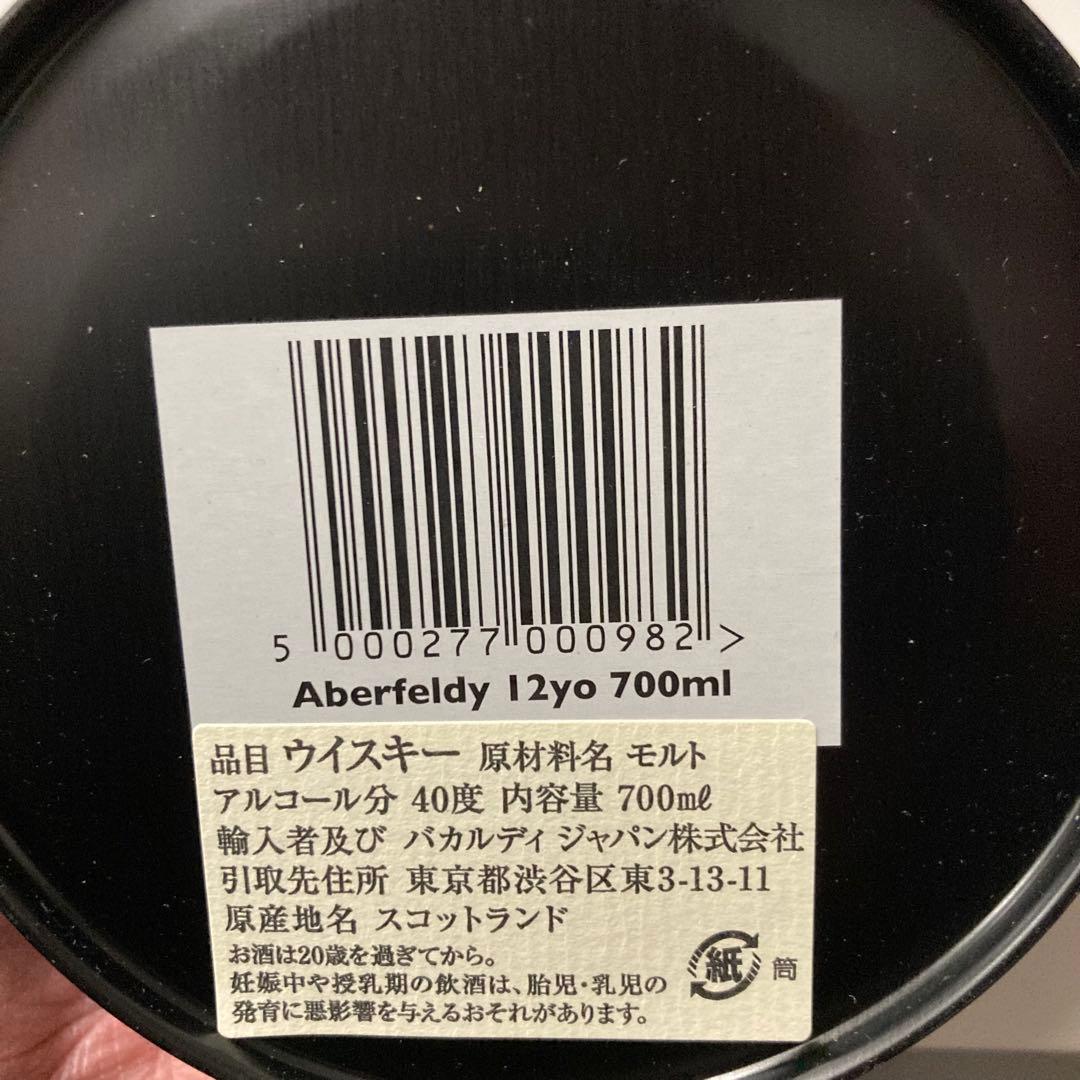 5 000277 000982 >
Aberfeldy 12yo 700ml
品目 ウイスキー 原材料名 モルト
アルコール分 40度 内容量 700㎖
輸入者及び バカルディ ジャパン株式会社
引取先住所 東京都渋谷区東3-13-11
原産地名 スコットランド
お酒は20歳を過ぎてから。
妊娠中や授乳期の飲酒は、胎児・乳児の
発育に悪影響を与えるおそれがあります。
紙 筒